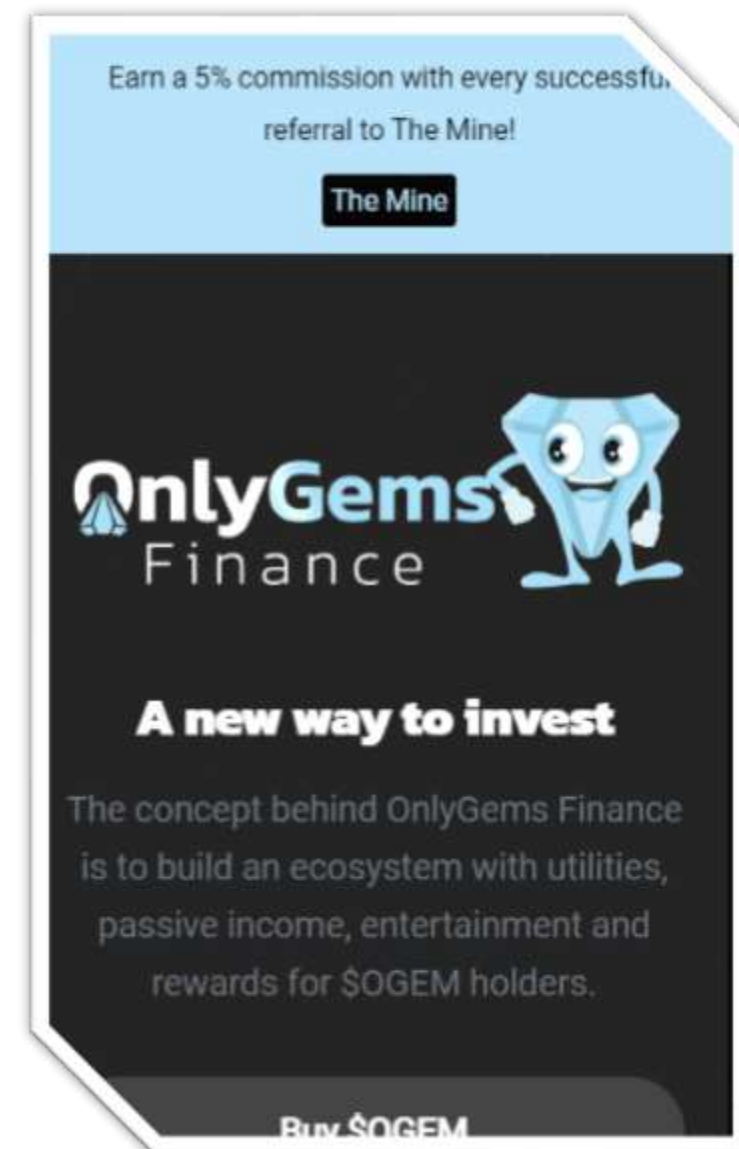 Earn a 5% commission with every successful
referral to The Mine!
The Mine
OnlyGems
Finance
A new way to invest
The concept behind OnlyGems Finance
is to build an ecosystem with utilities,
passive income, entertainment and
rewards for $OGEM holders.
Buy $OGEM